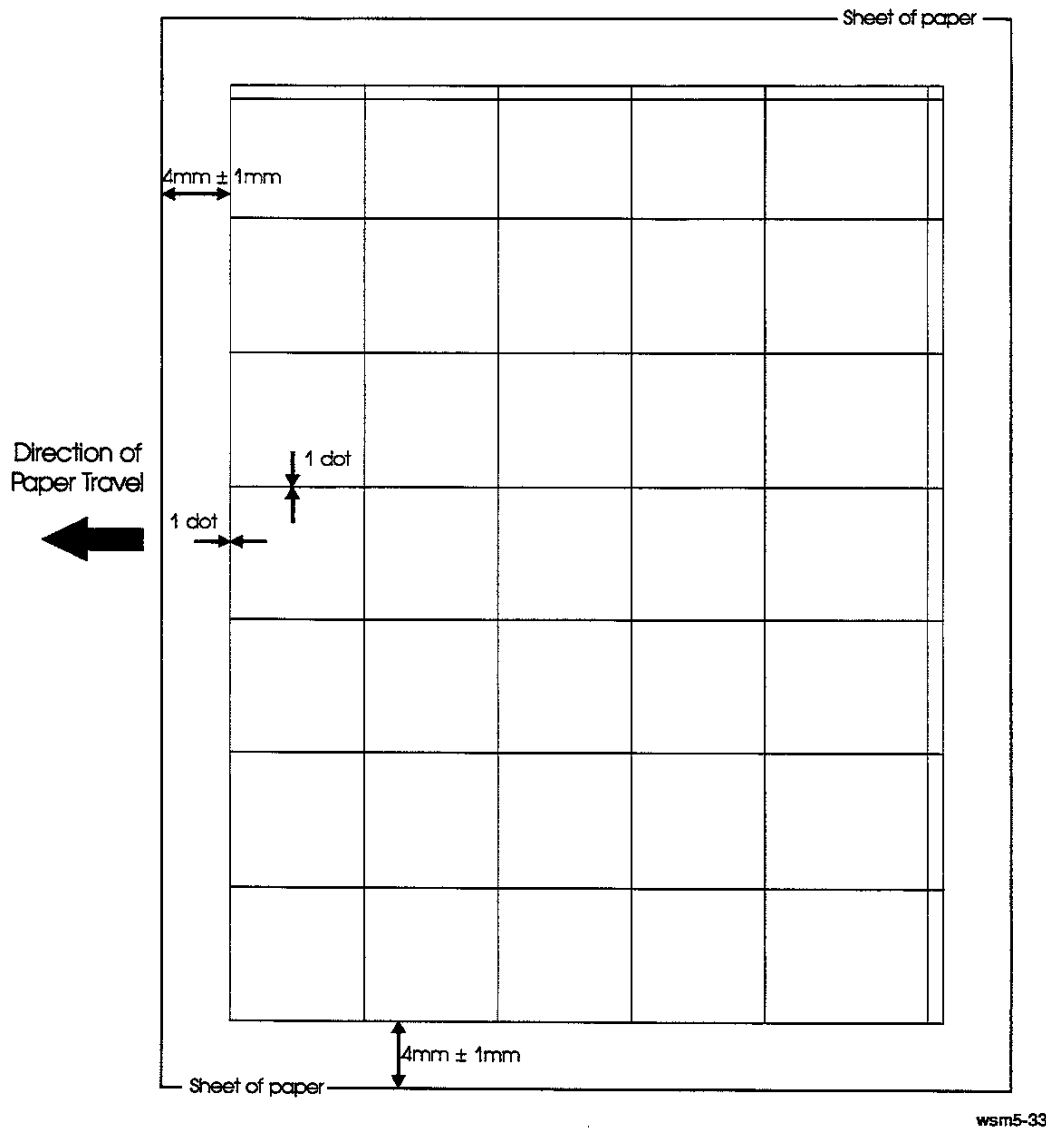 Sheet of paper
4mm ± 1mm
Direction of
Paper Travel
1 dot
1 dot
4mm ± 1mm
Sheet of paper
wsm5-33